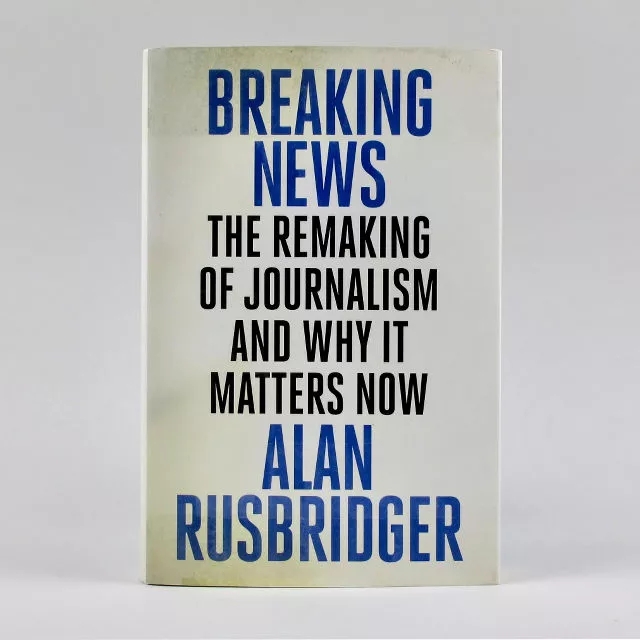 BREAKING
NEWS
THE REMAKING
OF JOURNALISM
AND WHY IT
MATTERS NOW
ALAN
RUSBRIDGER